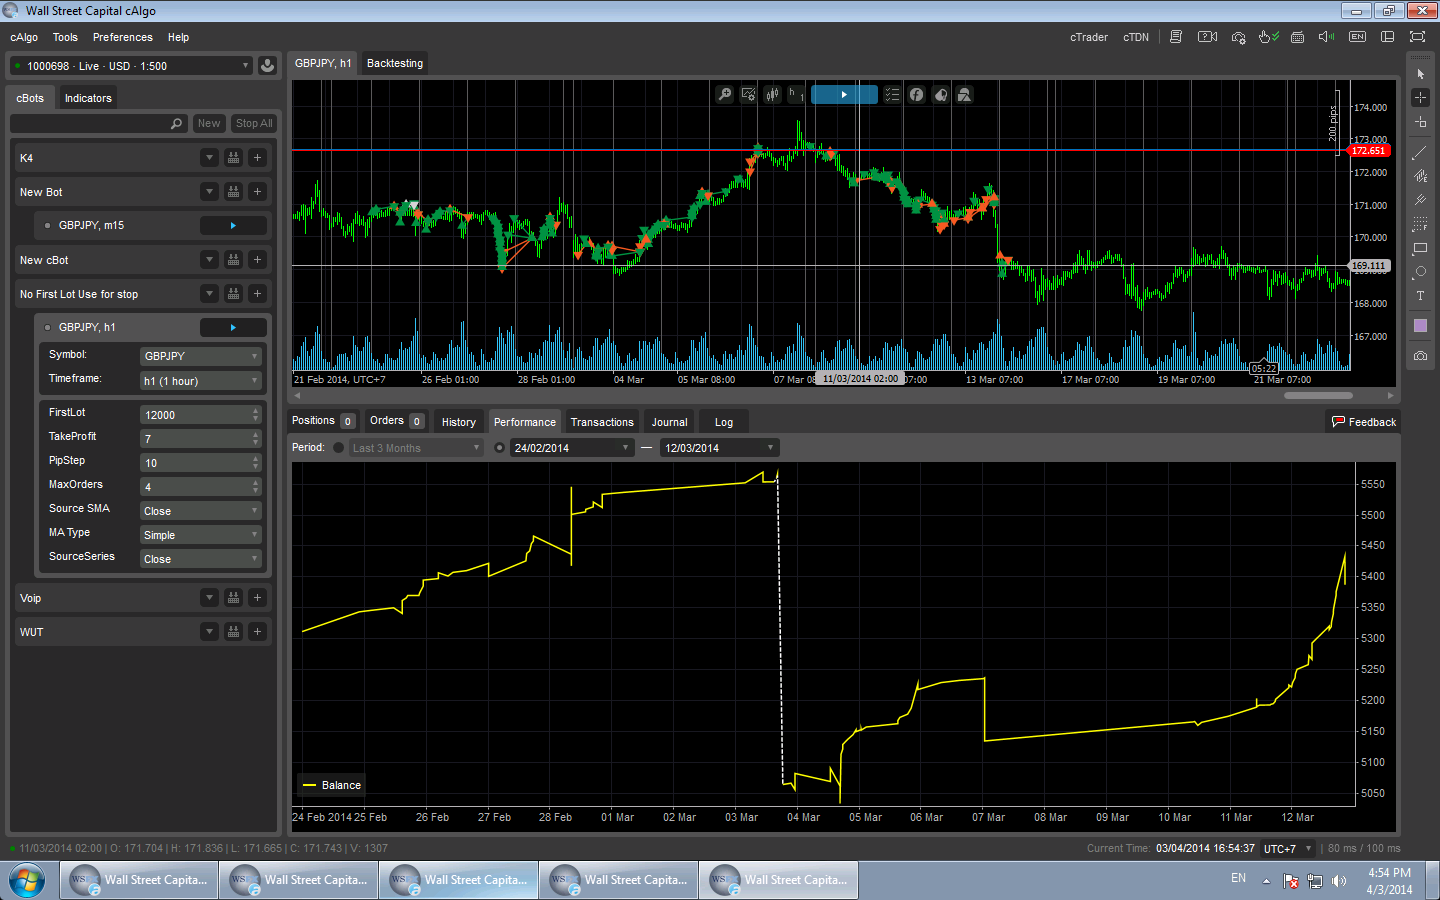 Wall Street Capital cAlgo
cAlgo Tools Preferences Help
cTrader cTDN EN
1000698 · Live · USD · 1:500
cBots Indicators
New Stop All
K4
New Bot
GBPJPY, m15
New cBot
No First Lot Use for stop
GBPJPY, h1
Symbol: GBPJPY
Timeframe: h1 (1 hour)
FirstLot 12000
TakeProfit 7
PipStep 10
MaxOrders 4
Source SMA Close
MA Type Simple
SourceSeries Close
Voip
WUT
GBPJPY, h1 Backtesting
h 1
200 pips
174.000
173.000
172.651
172.000
171.000
170.000
169.111
168.000
167.000
05:22
21 Feb 2014, UTC+7 26 Feb 01:00 28 Feb 01:00 04 Mar 05 Mar 08:00 07 Mar 08 11/03/2014 02:00 07:00 13 Mar 07:00 17 Mar 07:00 19 Mar 07:00 21 Mar 07:00
F
T
Positions 0 Orders 0 History Performance Transactions Journal Log Feedback
Period: Last 3 Months 24/02/2014 — 12/03/2014
5550
5500
5450
5400
5350
5300
5250
5200
5150
5100
5050
Balance
24 Feb 2014 25 Feb 26 Feb 27 Feb 28 Feb 01 Mar 02 Mar 03 Mar 04 Mar 05 Mar 06 Mar 07 Mar 08 Mar 09 Mar 10 Mar 11 Mar 12 Mar
11/03/2014 02:00 | O: 171.704 | H: 171.836 | L: 171.665 | C: 171.743 | V: 1307
Current Time: 03/04/2014 16:54:37 UTC+7 | 80 ms / 100 ms
Wall Street Capita... Wall Street Capita... Wall Street Capita... Wall Street Capita... Wall Street Capita...
EN
4:54 PM
4/3/2014